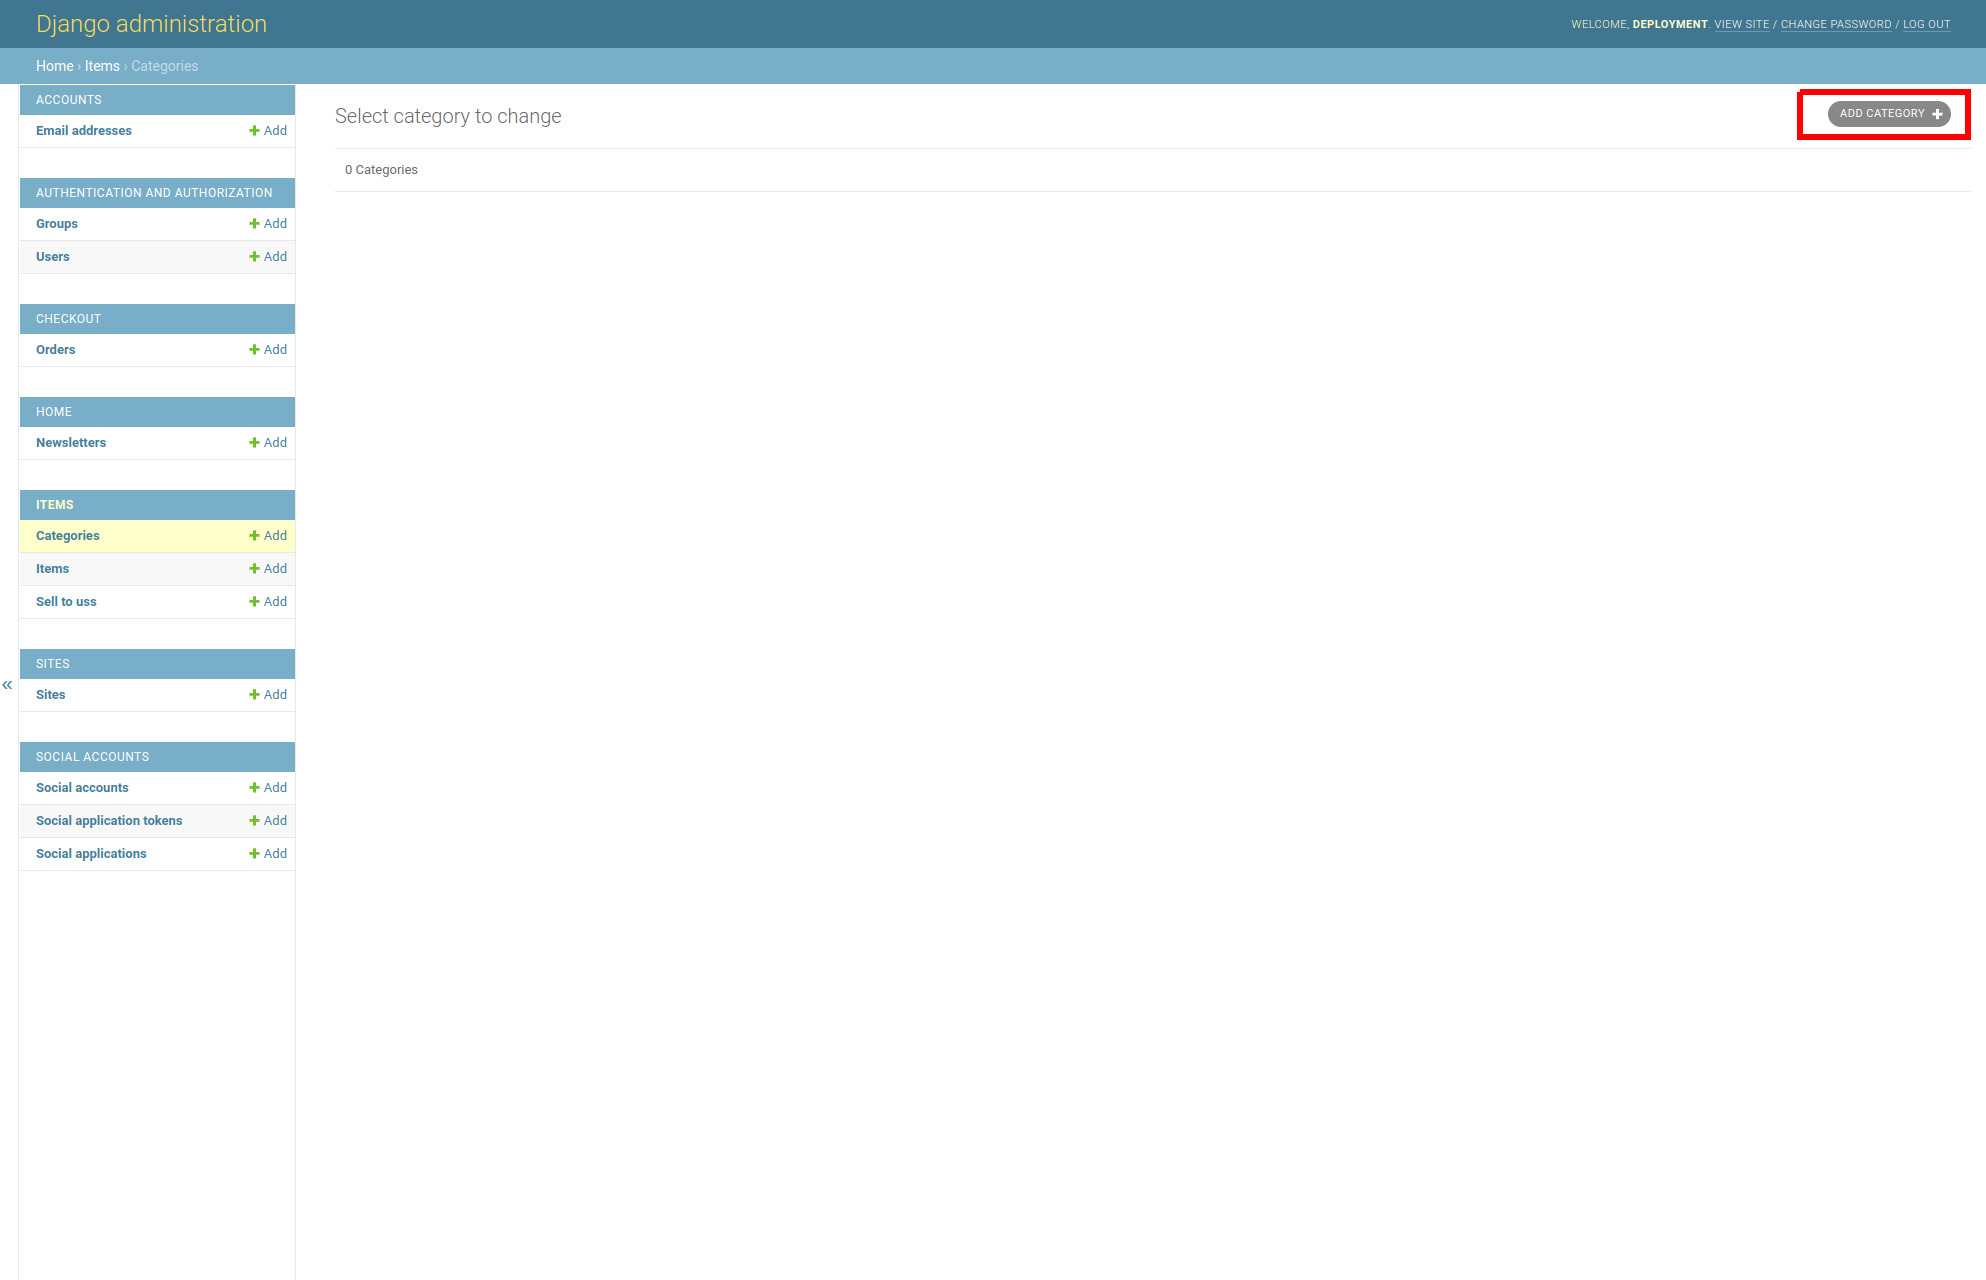 Django administration
WELCOME, DEPLOYMENT. VIEW SITE / CHANGE PASSWORD / LOG OUT
Home › Items › Categories
ACCOUNTS
Email addresses Add
AUTHENTICATION AND AUTHORIZATION
Groups Add
Users Add
CHECKOUT
Orders Add
HOME
Newsletters Add
ITEMS
Categories Add
Items Add
Sell to uss Add
SITES
Sites Add
SOCIAL ACCOUNTS
Social accounts Add
Social application tokens Add
Social applications Add
«
Select category to change
ADD CATEGORY
0 Categories